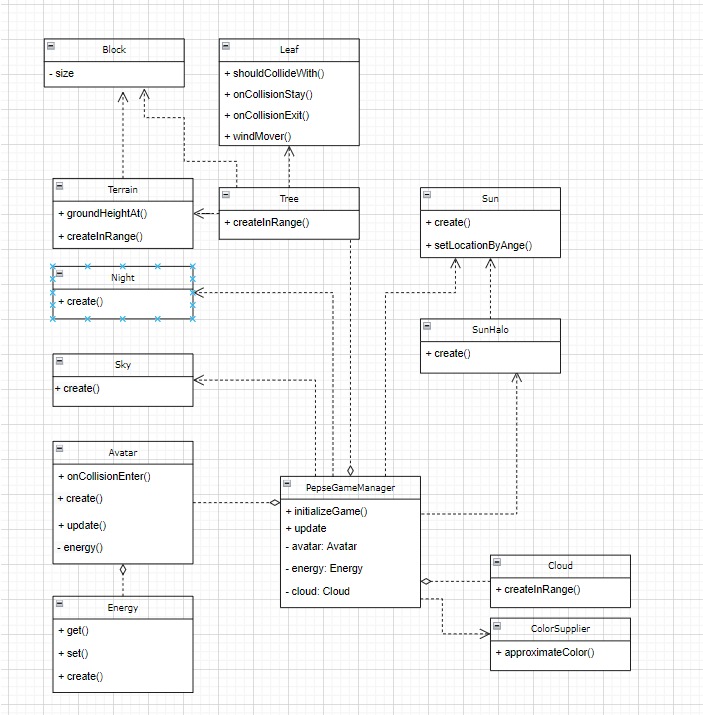 Block
- size
Leaf
+ shouldCollideWith()
+ onCollisionStay()
+ onCollisionExit()
+ windMover()
Terrain
+ groundHeightAt()
+ createInRange()
Tree
+ createInRange()
Sun
+ create()
+ setLocationByAnge()
Night
+ create()
SunHalo
+ create()
Sky
+ create()
Avatar
+ onCollisionEnter()
+ create()
+ update()
- energy()
PepseGameManager
+ initializeGame()
+ update
- avatar: Avatar
- energy: Energy
- cloud: Cloud
Cloud
+ createInRange()
Energy
+ get()
+ set()
+ create()
ColorSupplier
+ approximateColor()